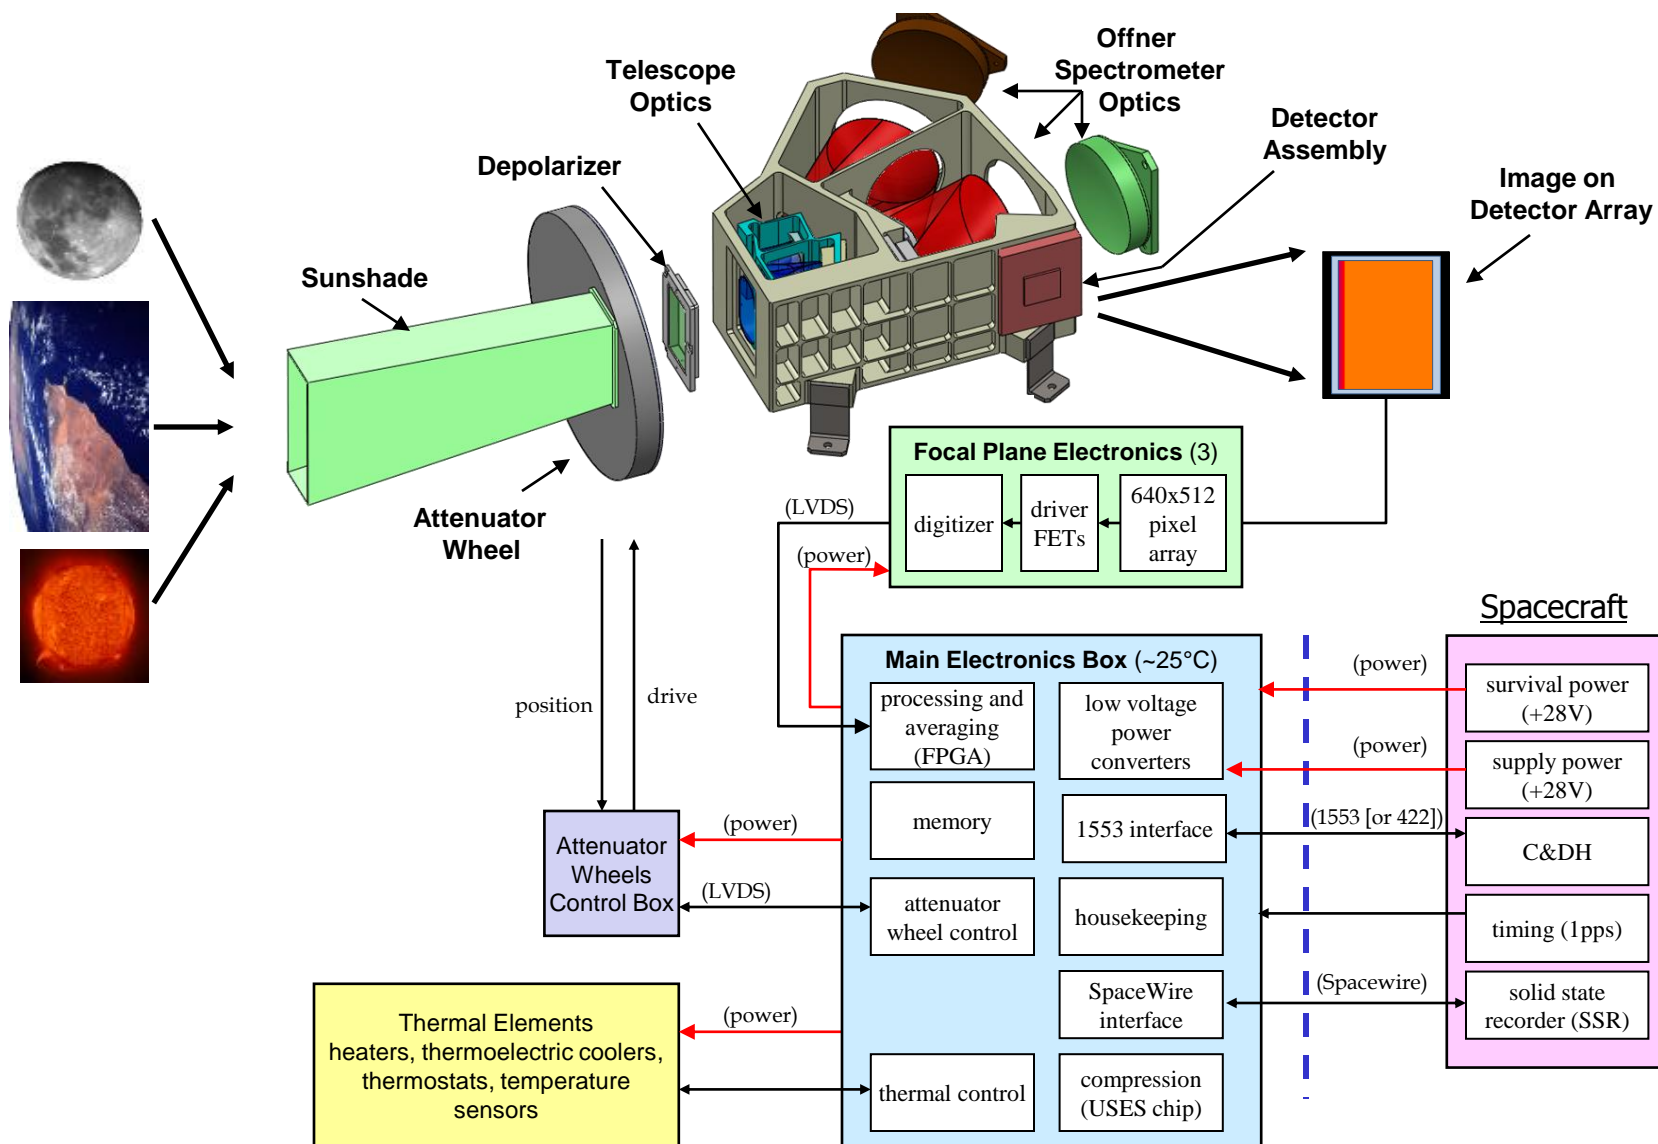 Telescope
Optics
Offner
Spectrometer
Optics
Detector
Assembly
Depolarizer
Image on
Detector Array
Sunshade
Attenuator
Wheel
Focal Plane Electronics (3)
digitizer
driver
FETs
640x512
pixel
array
(LVDS)
(power)
position
drive
Main Electronics Box (~25°C)
processing and
averaging
(FPGA)
low voltage
power
converters
memory
1553 interface
attenuator
wheel control
housekeeping
SpaceWire
interface
thermal control
compression
(USES chip)
Attenuator
Wheels
Control Box
(power)
(LVDS)
Thermal Elements
heaters, thermoelectric coolers,
thermostats, temperature
sensors
(power)
Spacecraft
(power)
survival power
(+28V)
(power)
supply power
(+28V)
(1553 [or 422])
C&DH
timing (1pps)
(Spacewire)
solid state
recorder (SSR)